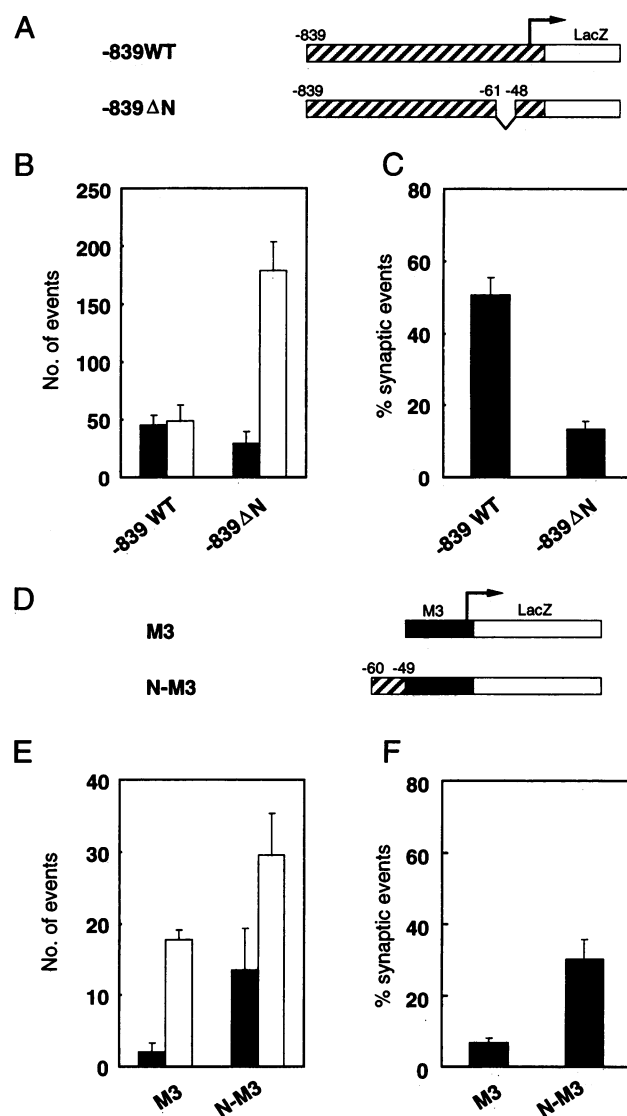 A
-839WT
-839
LacZ
-839ΔN
-839
-61 -48
B
No. of events
250
200
150
100
50
0
-839 WT
-839ΔN
C
% synaptic events
80
60
40
20
0
-839 WT
-839ΔN
D
M3
M3
LacZ
N-M3
-60 -49
E
No. of events
40
30
20
10
0
M3
N-M3
F
% synaptic events
80
60
40
20
0
M3
N-M3